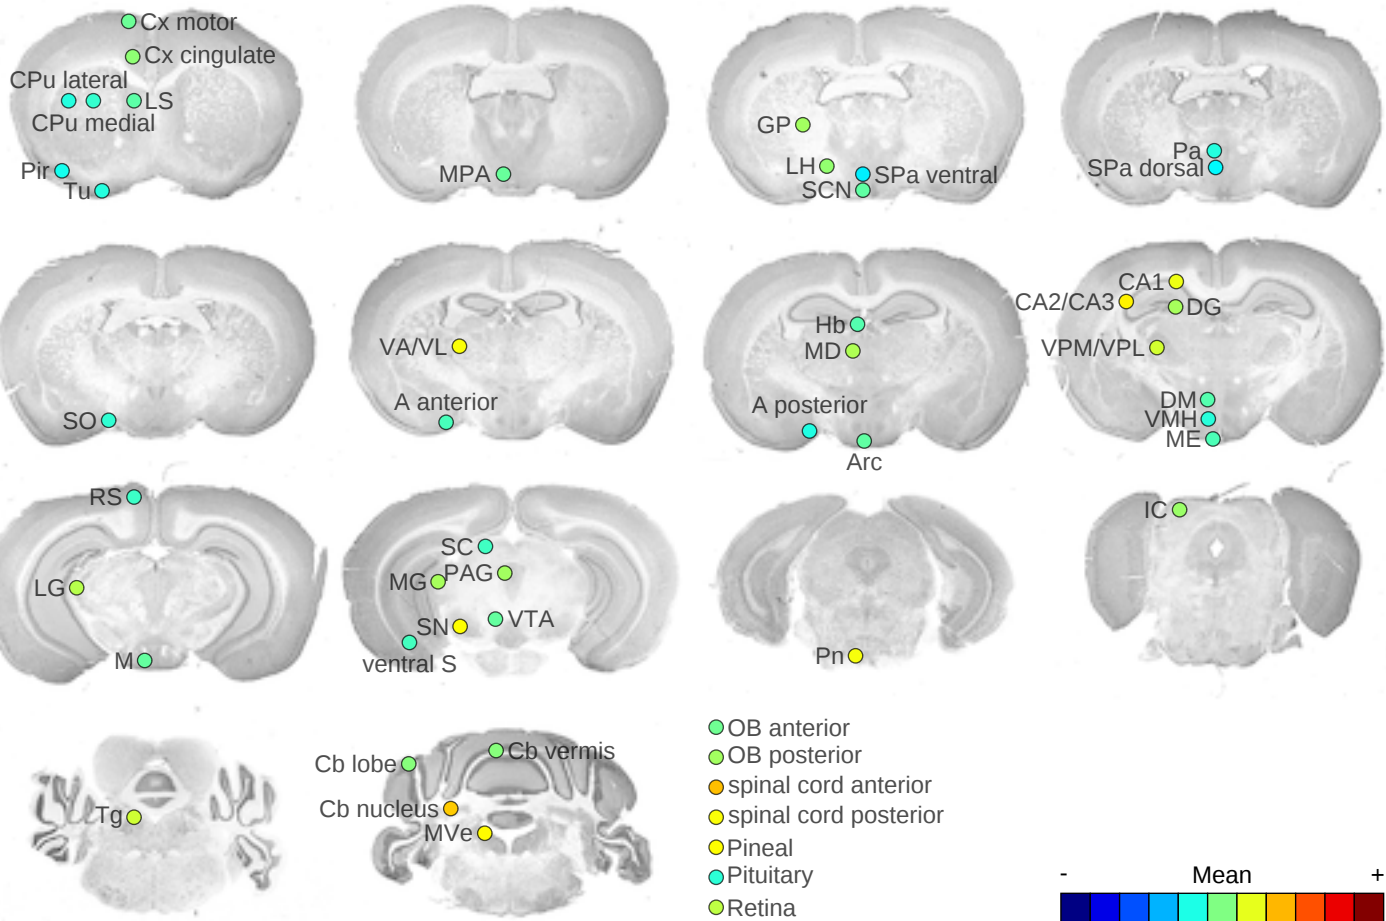 Cx motor
Cx cingulate
CPu lateral
LS
CPu medial
Pir
Tu
MPA
GP
LH
SPa ventral
SCN
Pa
SPa dorsal
SO
VA/VL
A anterior
Hb
MD
A posterior
Arc
CA1
CA2/CA3
DG
VPM/VPL
DM
VMH
ME
RS
LG
M
SC
PAG
MG
SN
VTA
ventral S
Pn
IC
Tg
Cb vermis
Cb lobe
Cb nucleus
MVe
OB anterior
OB posterior
spinal cord anterior
spinal cord posterior
Pineal
Pituitary
Retina
- Mean +